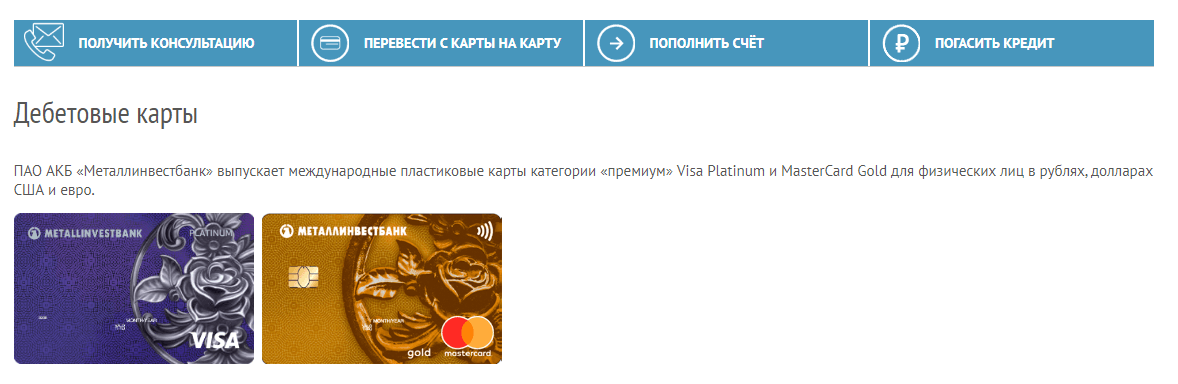 ПОЛУЧИТЬ КОНСУЛЬТАЦИЮ
ПЕРЕВЕСТИ С КАРТЫ НА КАРТУ
ПОПОЛНИТЬ СЧЁТ
ПОГАСИТЬ КРЕДИТ
Дебетовые карты
ПАО АКБ «Металлинвестбанк» выпускает международные пластиковые карты категории «премиум» Visa Platinum и MasterCard Gold для физических лиц в рублях, долларах
США и евро.
METALLINVESTBANK
PLATINUM
MONTH/YEAR
VISA
МЕТАЛЛИНВЕСТБАНК
MONTH/YEAR
gold
mastercard